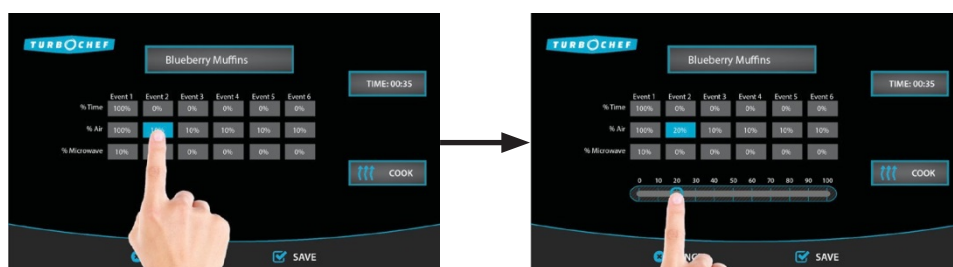 TURBOCHEF
Blueberry Muffins
TIME: 00:35
Event 1 Event 2 Event 3 Event 4 Event 5 Event 6
% Time 100% 0% 0% 0% 0% 0%
% Air 100% 10% 10% 10% 10%
% Microwave 10% 0% 0% 0% 0%
COOK
SAVE
TURBOCHEF
Blueberry Muffins
TIME: 00:35
Event 1 Event 2 Event 3 Event 4 Event 5 Event 6
% Time 100% 0% 0% 0% 0% 0%
% Air 100% 20% 10% 10% 10% 10%
% Microwave 10% 0% 0% 0% 0% 0%
COOK
0 10 20 30 40 50 60 70 80 90 100
SAVE